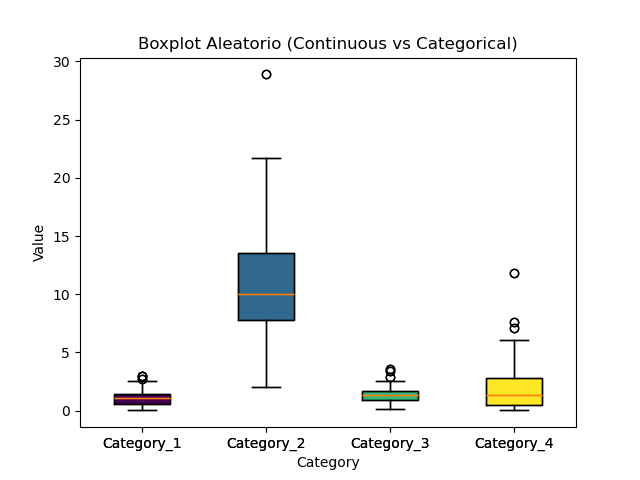 Boxplot Aleatorio (Continuous vs Categorical)
30
25
20
15
10
5
0
Value
Category_1 Category_2 Category_3 Category_4
Category